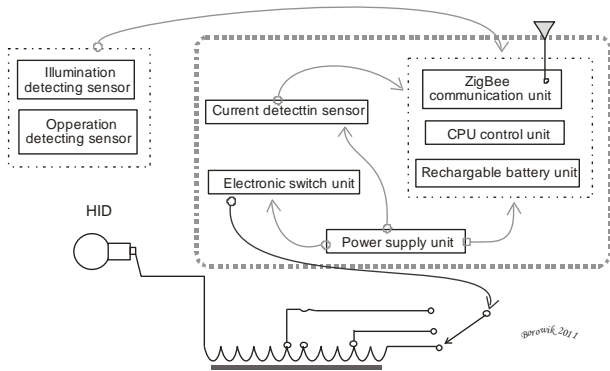 Illumination
detecting sensor
Opperation
detecting sensor
ZigBee
communication unit
Current detecttin sensor
CPU control unit
Rechargable battery unit
Electronic switch unit
HID
Power supply unit
Borowik 2011